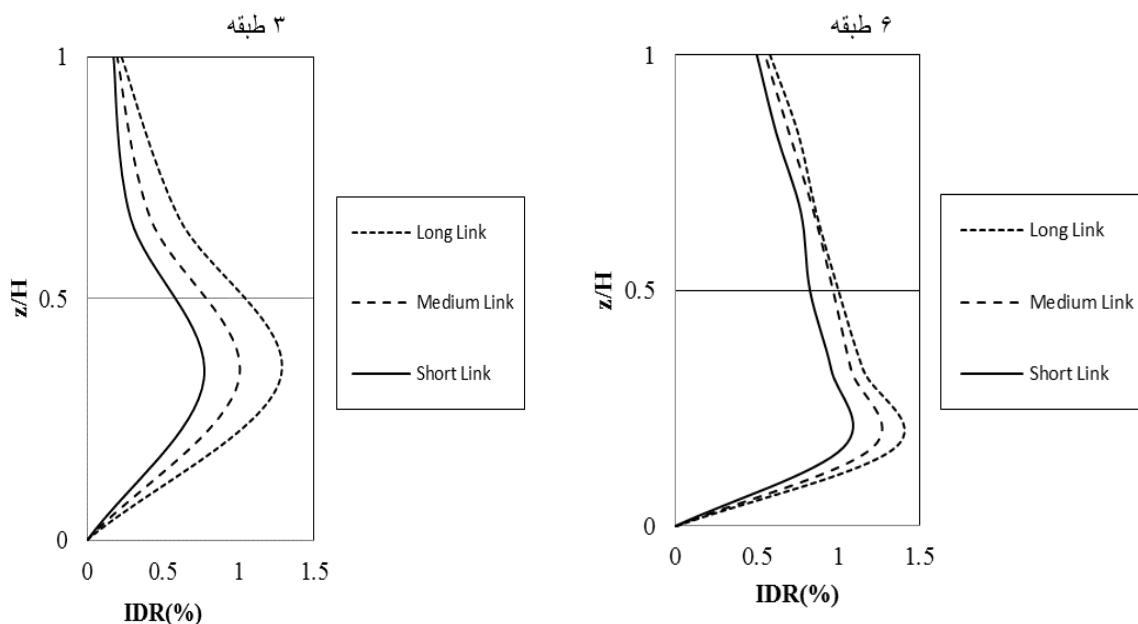 ۳ طبقه
1
0.5
0
z/H
0
0.5
1
1.5
IDR(%)
Long Link
Medium Link
Short Link
۶ طبقه
1
0.5
0
z/H
0
0.5
1
1.5
IDR(%)
Long Link
Medium Link
Short Link